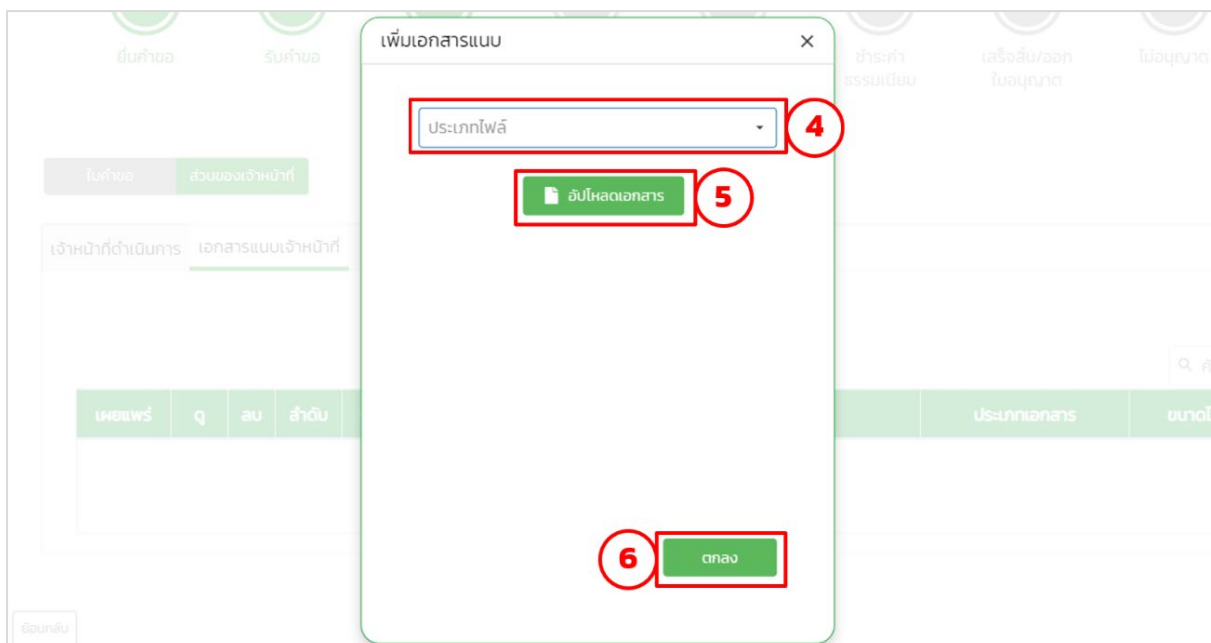 ยื่นคำขอ
รับคำขอ
ชำระค่า
ธรรมเนียม
เสร็จสิ้น/ออก
ใบอนุญาต
ไม่อนุญาต
เพิ่มเอกสารแนบ
ประเภทไฟล์
4
อัปโหลดเอกสาร
5
ใบคำขอ
ส่วนของเจ้าหน้าที่
เจ้าหน้าที่ดำเนินการ
เอกสารแนบเจ้าหน้าที่
เผยแพร่ ดู ลบ ลำดับ ประเภทเอกสาร
6
ตกลง
ย้อนกลับ